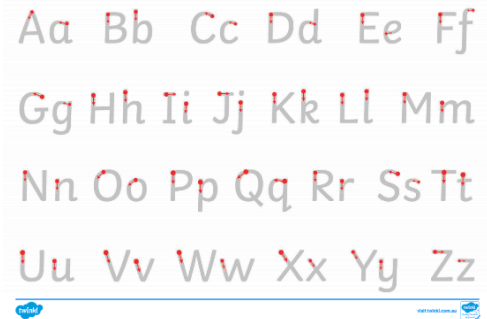 Aa Bb Cc Dd Ee Ff
Gg Hh Ii Jj Kk Ll Mm
Nn Oo Pp Qq Rr Ss Tt
Uu Vv Ww Xx Yy Zz
twinkl visit twinkl.com.au twinkl